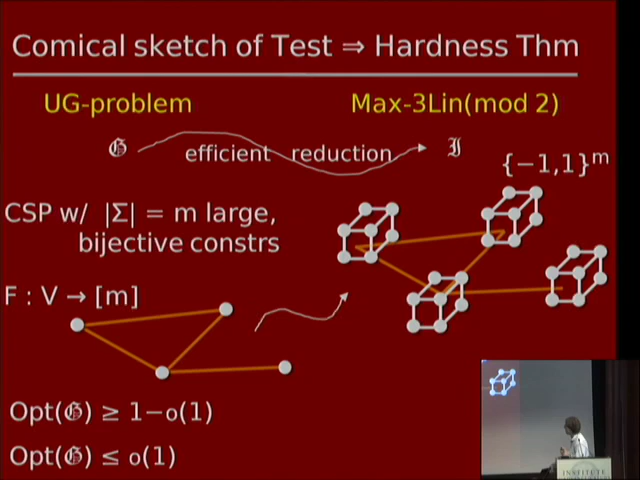 Comical sketch of Test ⇒ Hardness Thm
UG-problem
Max-3Lin(mod 2)
𝔊 efficient reduction ℑ
{−1,1}ᵐ
CSP w/ |Σ| = m large,
bijective constrs
F : V → [m]
Opt(𝔊) ≥ 1−o(1)
Opt(𝔊) ≤ o(1)
INSTITUTE